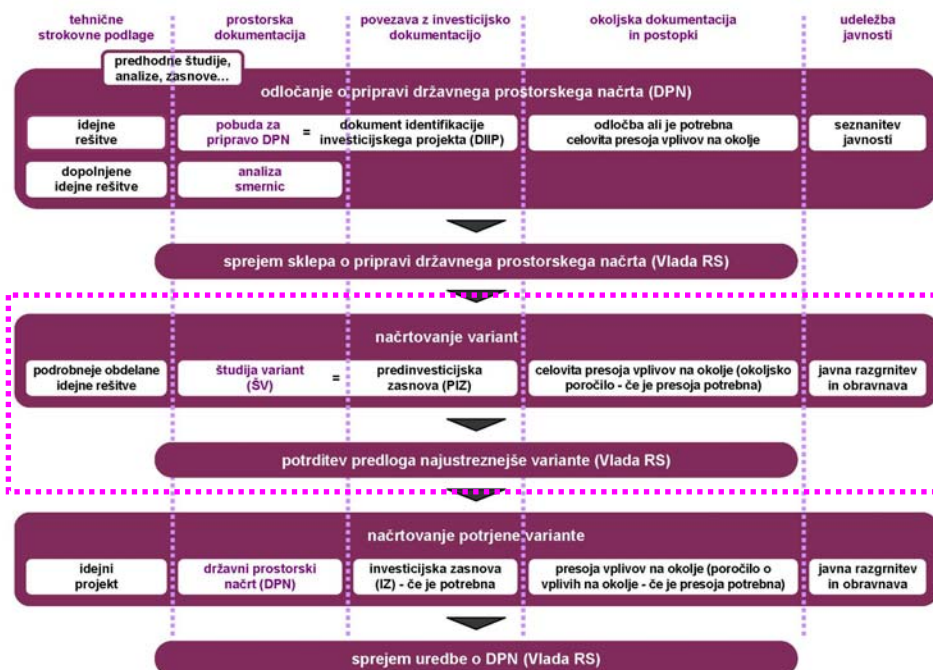 tehnične
strokovne podlage
prostorska
dokumentacija
povezava z investicijsko
dokumentacijo
okoljska dokumentacija
in postopki
udeležba
javnosti
predhodne študije,
analize, zasnove...
odločanje o pripravi državnega prostorskega načrta (DPN)
idejne
rešitve
pobuda za
pripravo DPN
=
dokument identifikacije
investicijskega projekta (DIIP)
odločba ali je potrebna
celovita presoja vplivov na okolje
seznanitev
javnosti
dopolnjene
idejne rešitve
analiza
smernic
sprejem sklepa o pripravi državnega prostorskega načrta (Vlada RS)
načrtovanje variant
podrobneje obdelane
idejne rešitve
študija variant
(ŠV)
=
predinvesticijska
zasnova (PIZ)
celovita presoja vplivov na okolje (okoljsko
poročilo - če je presoja potrebna)
javna razgrnitev
in obravnava
potrditev predloga najustreznejše variante (Vlada RS)
načrtovanje potrjene variante
idejni
projekt
državni prostorski
načrt (DPN)
investicijska zasnova
(IZ) - če je potrebna
presoja vplivov na okolje (poročilo o
vplivih na okolje - če je presoja potrebna)
javna razgrnitev
in obravnava
sprejem uredbe o DPN (Vlada RS)